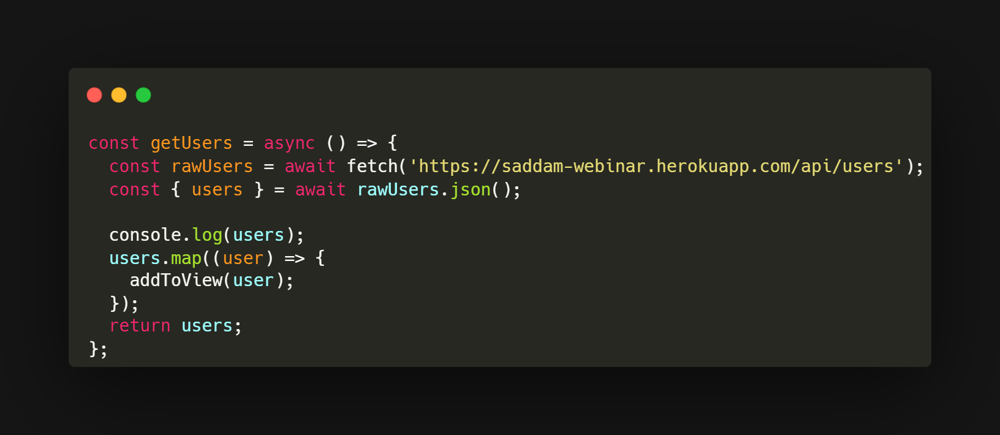 const getUsers = async () => {
  const rawUsers = await fetch('https://saddam-webinar.herokuapp.com/api/users');
  const { users } = await rawUsers.json();

  console.log(users);
  users.map((user) => {
    addToView(user);
  });
  return users;
};